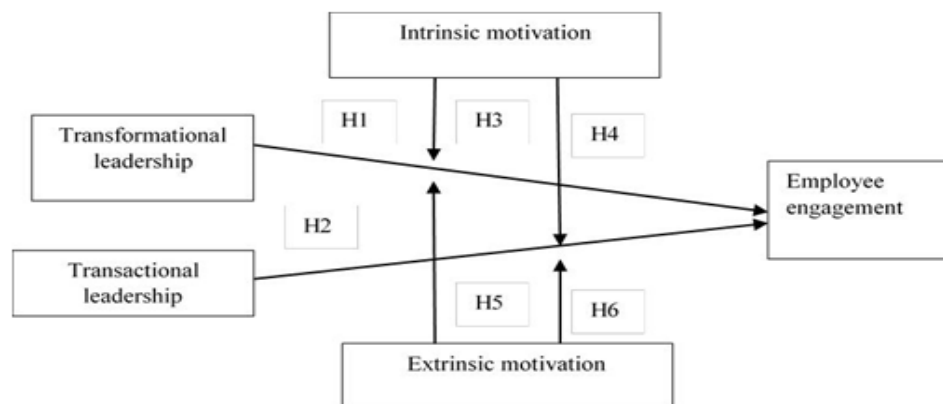 Intrinsic motivation
H1
H3
H4
Transformational
leadership
Employee
engagement
H2
Transactional
leadership
H5
H6
Extrinsic motivation